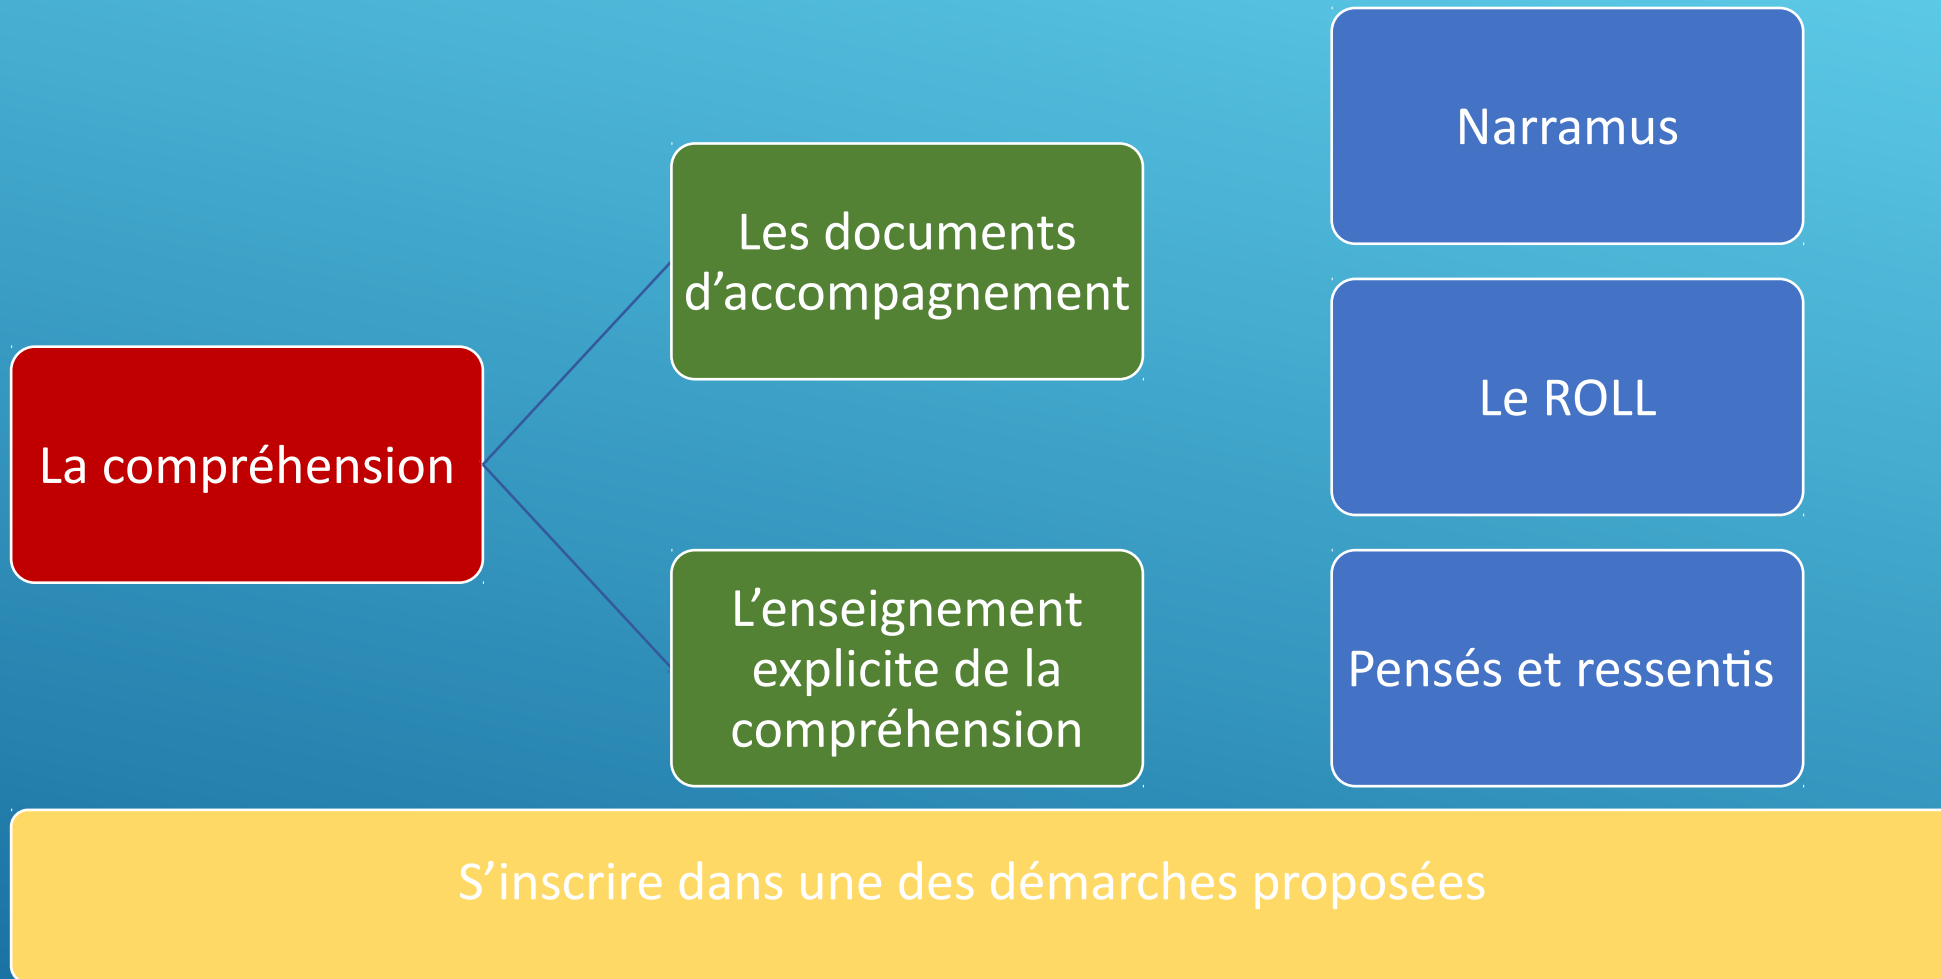 La compréhension
Les documents
d’accompagnement
L’enseignement
explicite de la
compréhension
Narramus
Le ROLL
Pensés et ressentis
S’inscrire dans une des démarches proposées